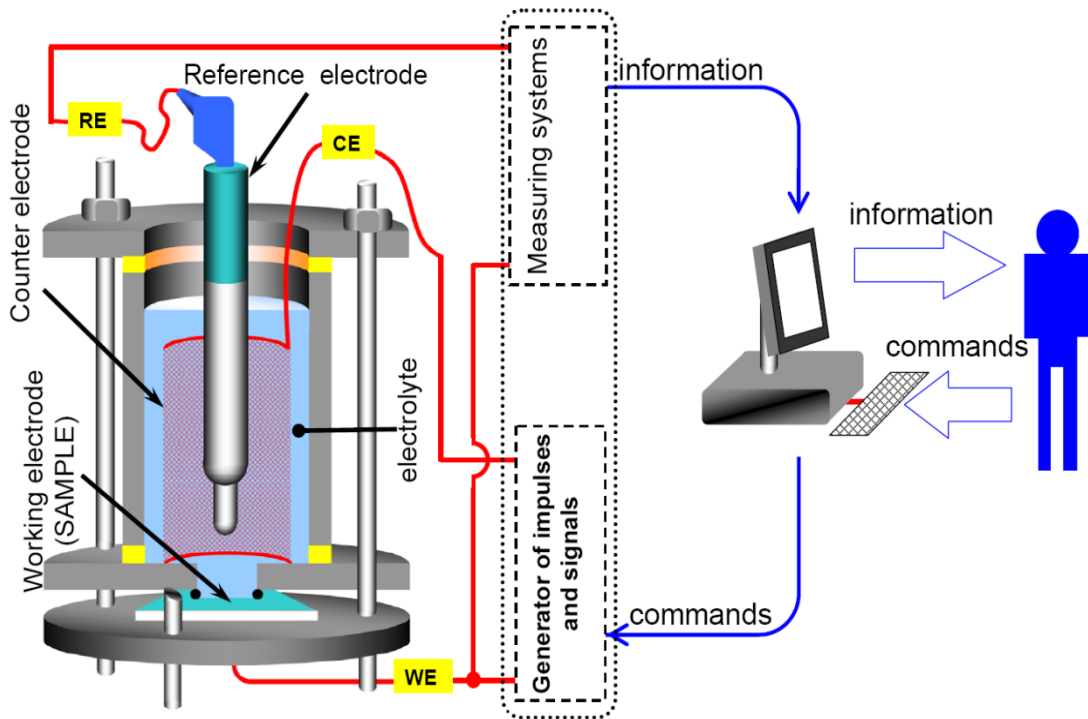 Reference electrode
RE
CE
Counter electrode
Working electrode
(SAMPLE)
electrolyte
WE
Measuring systems
Generator of impulses
and signals
information
information
commands
commands